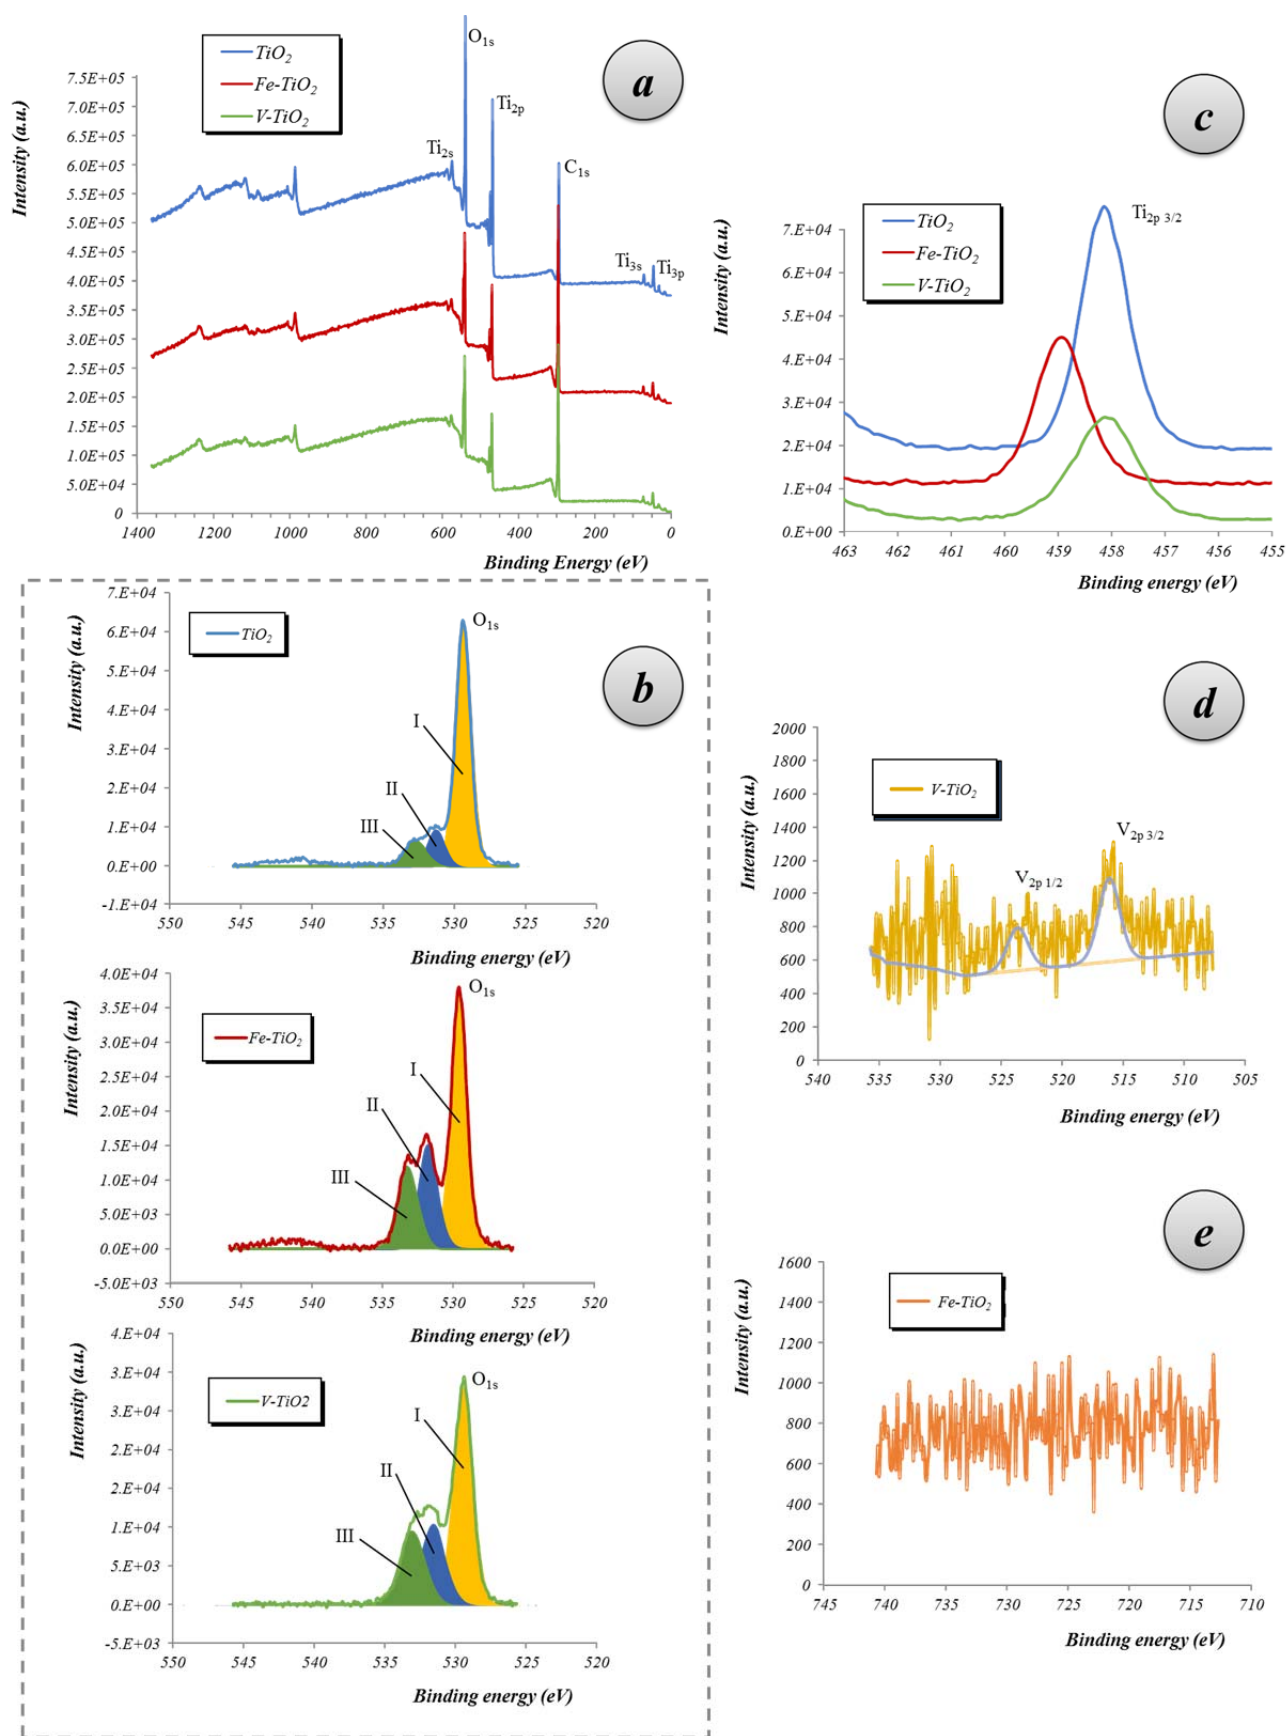 TiO2
Fe-TiO2
V-TiO2
O1s
Ti2p
Ti2s
C1s
Ti3s
Ti3p
a
Intensity (a.u.)
7.5E+05
7.0E+05
6.5E+05
6.0E+05
5.5E+05
5.0E+05
4.5E+05
4.0E+05
3.5E+05
3.0E+05
2.5E+05
2.0E+05
1.5E+05
1.0E+05
5.0E+04
0
1400 1200 1000 800 600 400 200 0
Binding Energy (eV)
c
Intensity (a.u.)
TiO2
Fe-TiO2
V-TiO2
Ti2p 3/2
7.E+04
7.E+04
5.E+04
4.E+04
3.E+04
2.E+04
1.E+04
0.E+00
463 462 461 460 459 458 457 456 455
Binding energy (eV)
b
Intensity (a.u.)
TiO2
O1s
I
II
III
7.E+04
6.E+04
5.E+04
4.E+04
3.E+04
2.E+04
1.E+04
0.E+00
-1.E+04
550 545 540 535 530 525 520
Binding energy (eV)
Intensity (a.u.)
Fe-TiO2
O1s
I
II
III
4.0E+04
3.5E+04
3.0E+04
2.5E+04
2.0E+04
1.5E+04
1.0E+04
5.0E+03
0.0E+00
-5.0E+03
550 545 540 535 530 525 520
Binding energy (eV)
Intensity (a.u.)
V-TiO2
O1s
I
II
III
4.E+04
3.E+04
3.E+04
2.E+04
2.E+04
1.E+04
5.E+03
0.E+00
-5.E+03
550 545 540 535 530 525 520
Binding energy (eV)
d
Intensity (a.u.)
V-TiO2
V2p 3/2
V2p 1/2
2000
1800
1600
1400
1200
1000
800
600
400
200
0
540 535 530 525 520 515 510 505
Binding energy (eV)
e
Intensity (a.u.)
Fe-TiO2
1600
1400
1200
1000
800
600
400
200
0
745 740 735 730 725 720 715 710
Binding energy (eV)